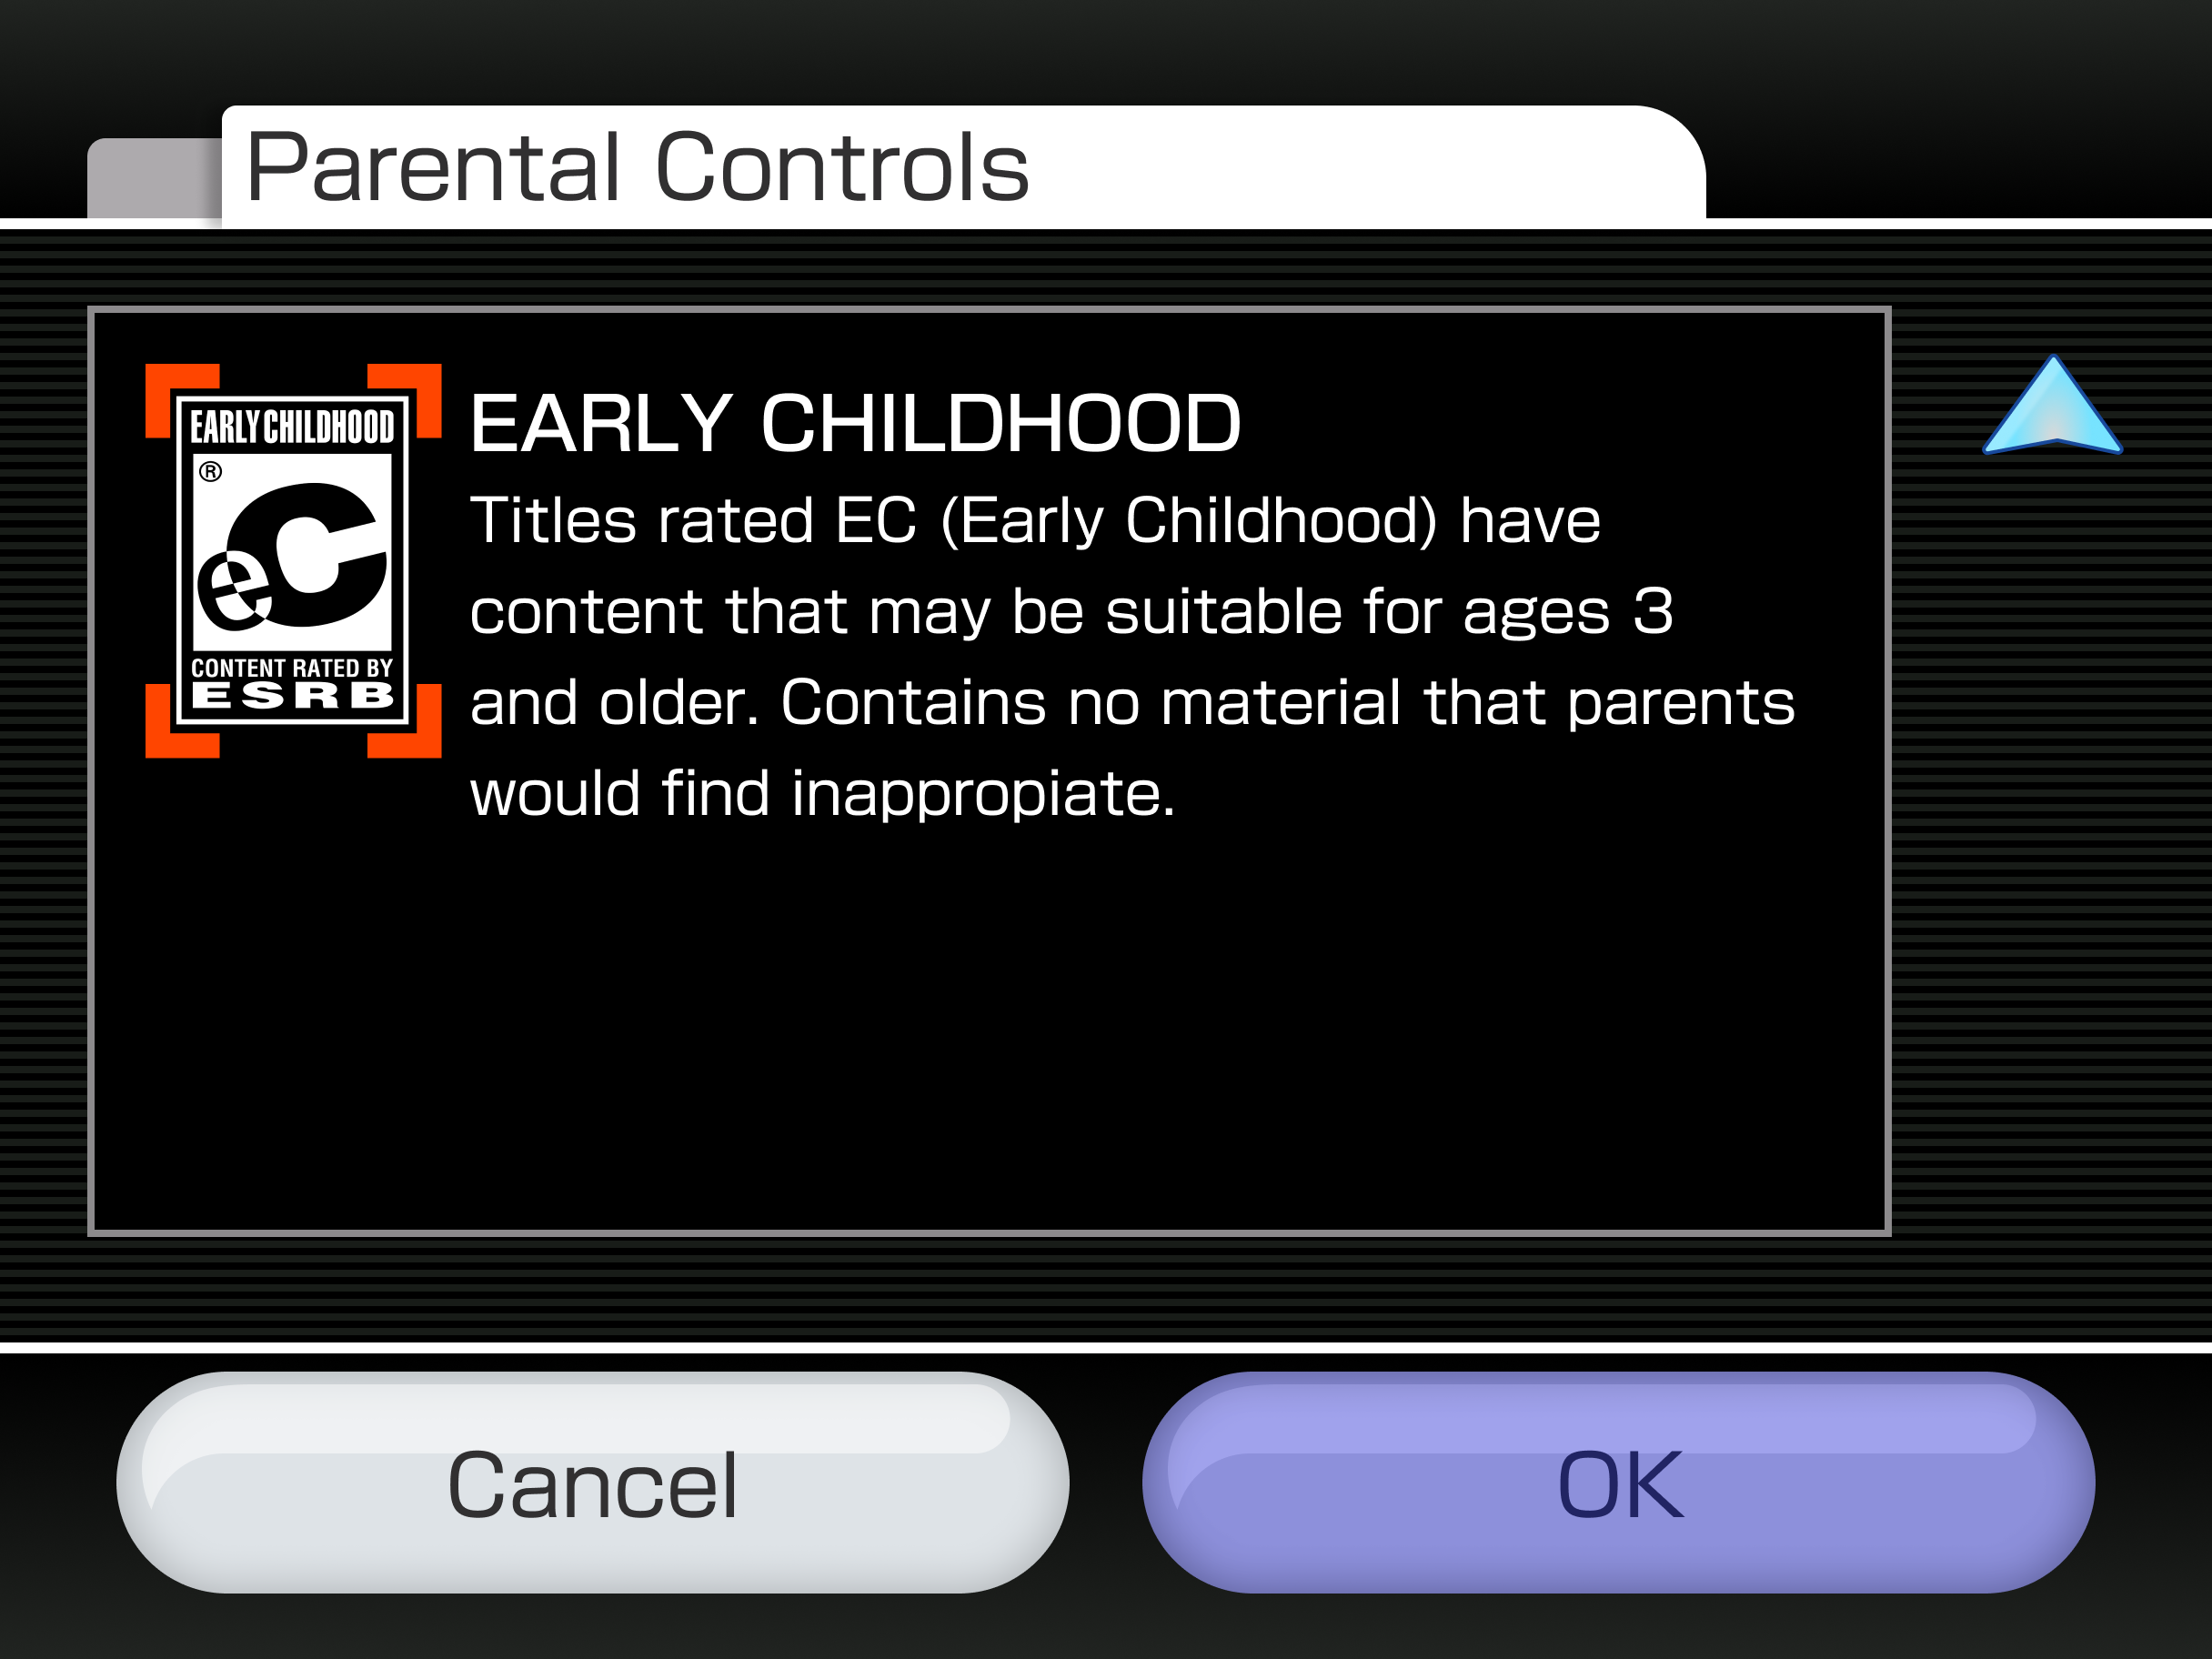 Parental Controls
EARLY CHILDHOOD
®
eC
CONTENT RATED BY
ESRB
EARLY CHILDHOOD
Titles rated EC (Early Childhood) have
content that may be suitable for ages 3
and older. Contains no material that parents
would find inappropiate.
Cancel
OK